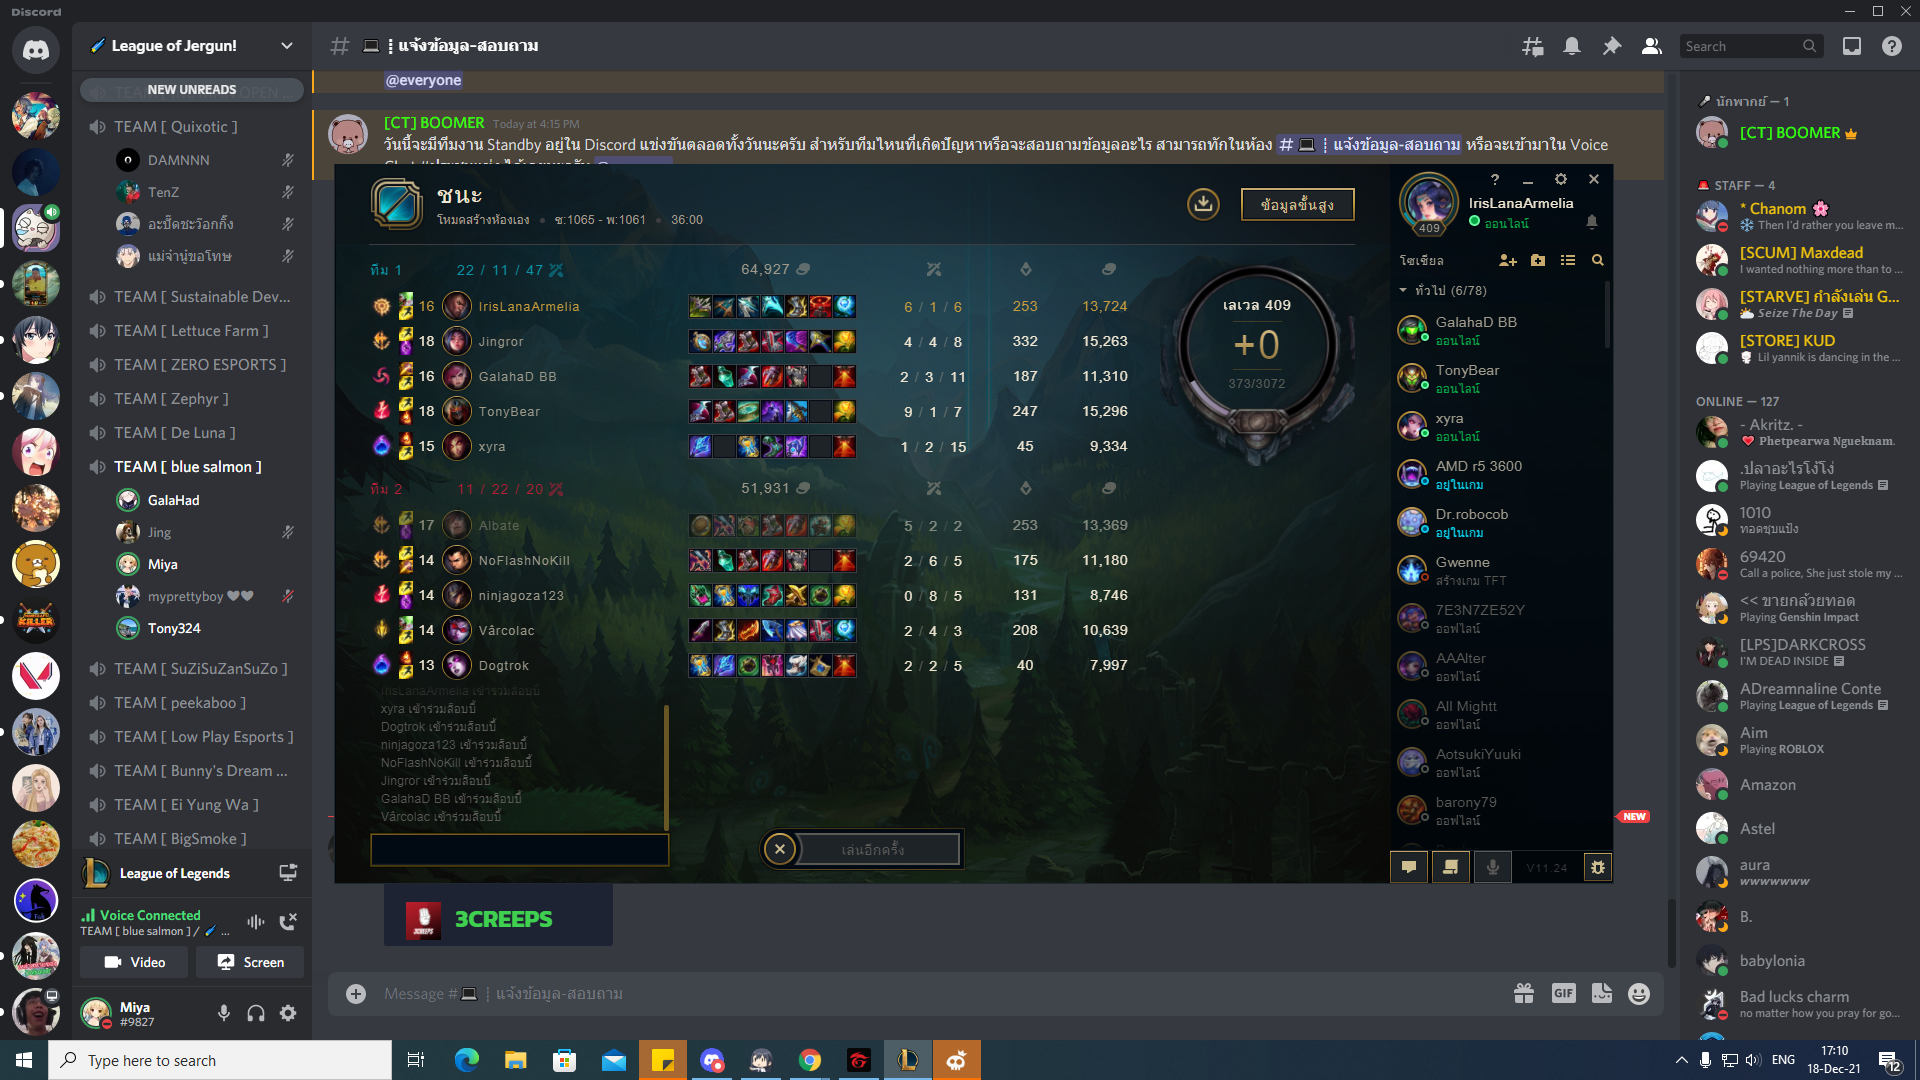 Discord
League of Jergun!
NEW UNREADS
TEAM [ Quixotic ]
DAMNNN
TenZ
อะปั๊ดชะว๊อกกิ้ง
แม่จำนู๋ขอโทษ
TEAM [ Sustainable Dev...
TEAM [ Lettuce Farm ]
TEAM [ ZERO ESPORTS ]
TEAM [ Zephyr ]
TEAM [ De Luna ]
TEAM [ blue salmon ]
GalaHad
Jing
Miya
myprettyboy
Tony324
TEAM [ SuZiSuZanSuZo ]
TEAM [ peekaboo ]
TEAM [ Low Play Esports ]
TEAM [ Bunny's Dream ...
TEAM [ Ei Yung Wa ]
TEAM [ BigSmoke ]
League of Legends
Voice Connected
TEAM [ blue salmon ] / ...
Video
Screen
Miya
#9827
# แจ้งข้อมูล-สอบถาม
Search
@everyone
[CT] BOOMER Today at 4:15 PM
วันนี้จะมีทีมงาน Standby อยู่ใน Discord แข่งขันตลอดทั้งวันนะครับ สำหรับทีมไหนที่เกิดปัญหาหรือจะสอบถามข้อมูลอะไร สามารถทักในห้อง # แจ้งข้อมูล-สอบถาม หรือจะเข้ามาใน Voice
ชนะ
โหมดสร้างห้องเอง • ช:1065 - พ:1061 • 36:00
ข้อมูลขั้นสูง
ทีม 1 22 / 11 / 47 64,927
16 IrisLanaArmelia 6 / 1 / 6 253 13,724
18 Jingror 4 / 4 / 8 332 15,263
16 GalahaD BB 2 / 3 / 11 187 11,310
18 TonyBear 9 / 1 / 7 247 15,296
15 xyra 1 / 2 / 15 45 9,334
ทีม 2 11 / 22 / 20 51,931
17 Albate 5 / 2 / 2 253 13,369
14 NoFlashNoKill 2 / 6 / 5 175 11,180
14 ninjagoza123 0 / 8 / 5 131 8,746
14 Vârcolac 2 / 4 / 3 208 10,639
13 Dogtrok 2 / 2 / 5 40 7,997
IrisLanaArmelia เข้าร่วมล็อบบี้
xyra เข้าร่วมล็อบบี้
Dogtrok เข้าร่วมล็อบบี้
ninjagoza123 เข้าร่วมล็อบบี้
NoFlashNoKill เข้าร่วมล็อบบี้
Jingror เข้าร่วมล็อบบี้
GalahaD BB เข้าร่วมล็อบบี้
Vârcolac เข้าร่วมล็อบบี้
เล่นอีกครั้ง
เลเวล 409
+0
373/3072
409
IrisLanaArmelia
ออนไลน์
โซเชียล
ทั่วไป (6/78)
GalahaD BB
ออนไลน์
TonyBear
ออนไลน์
xyra
ออนไลน์
AMD r5 3600
อยู่ในเกม
Dr.robocob
อยู่ในเกม
Gwenne
สร้างเกม TFT
7E3N7ZE52Y
ออฟไลน์
AAAlter
ออฟไลน์
All Mightt
ออฟไลน์
AotsukiYuuki
ออฟไลน์
barony79
ออฟไลน์
V11.24
NEW
3CREEPS
3CREEPS
Message # แจ้งข้อมูล-สอบถาม
GIF
นักพากย์ — 1
[CT] BOOMER
STAFF — 4
* Chanom
Then I'd rather you leave m...
[SCUM] Maxdead
I wanted nothing more than to ...
[STARVE] กำลังเล่น G...
Seize The Day
[STORE] KUD
Lil yannik is dancing in the ...
ONLINE — 127
- Akritz. -
Phetpearwa Ngueknam.
.ปลาอะไรโง้โง่
Playing League of Legends
1010
ทอดชุบแป้ง
69420
Call a police, She just stole my ...
<< ขายกล้วยทอด
Playing Genshin Impact
[LPS]DARKCROSS
I'M DEAD INSIDE
ADreamnaline Conte
Playing League of Legends
Aim
Playing ROBLOX
Amazon
Astel
aura
wwwwwwww
B.
babylonia
Bad lucks charm
no matter how you pray for go...
Type here to search
ENG
17:10
18-Dec-21
12